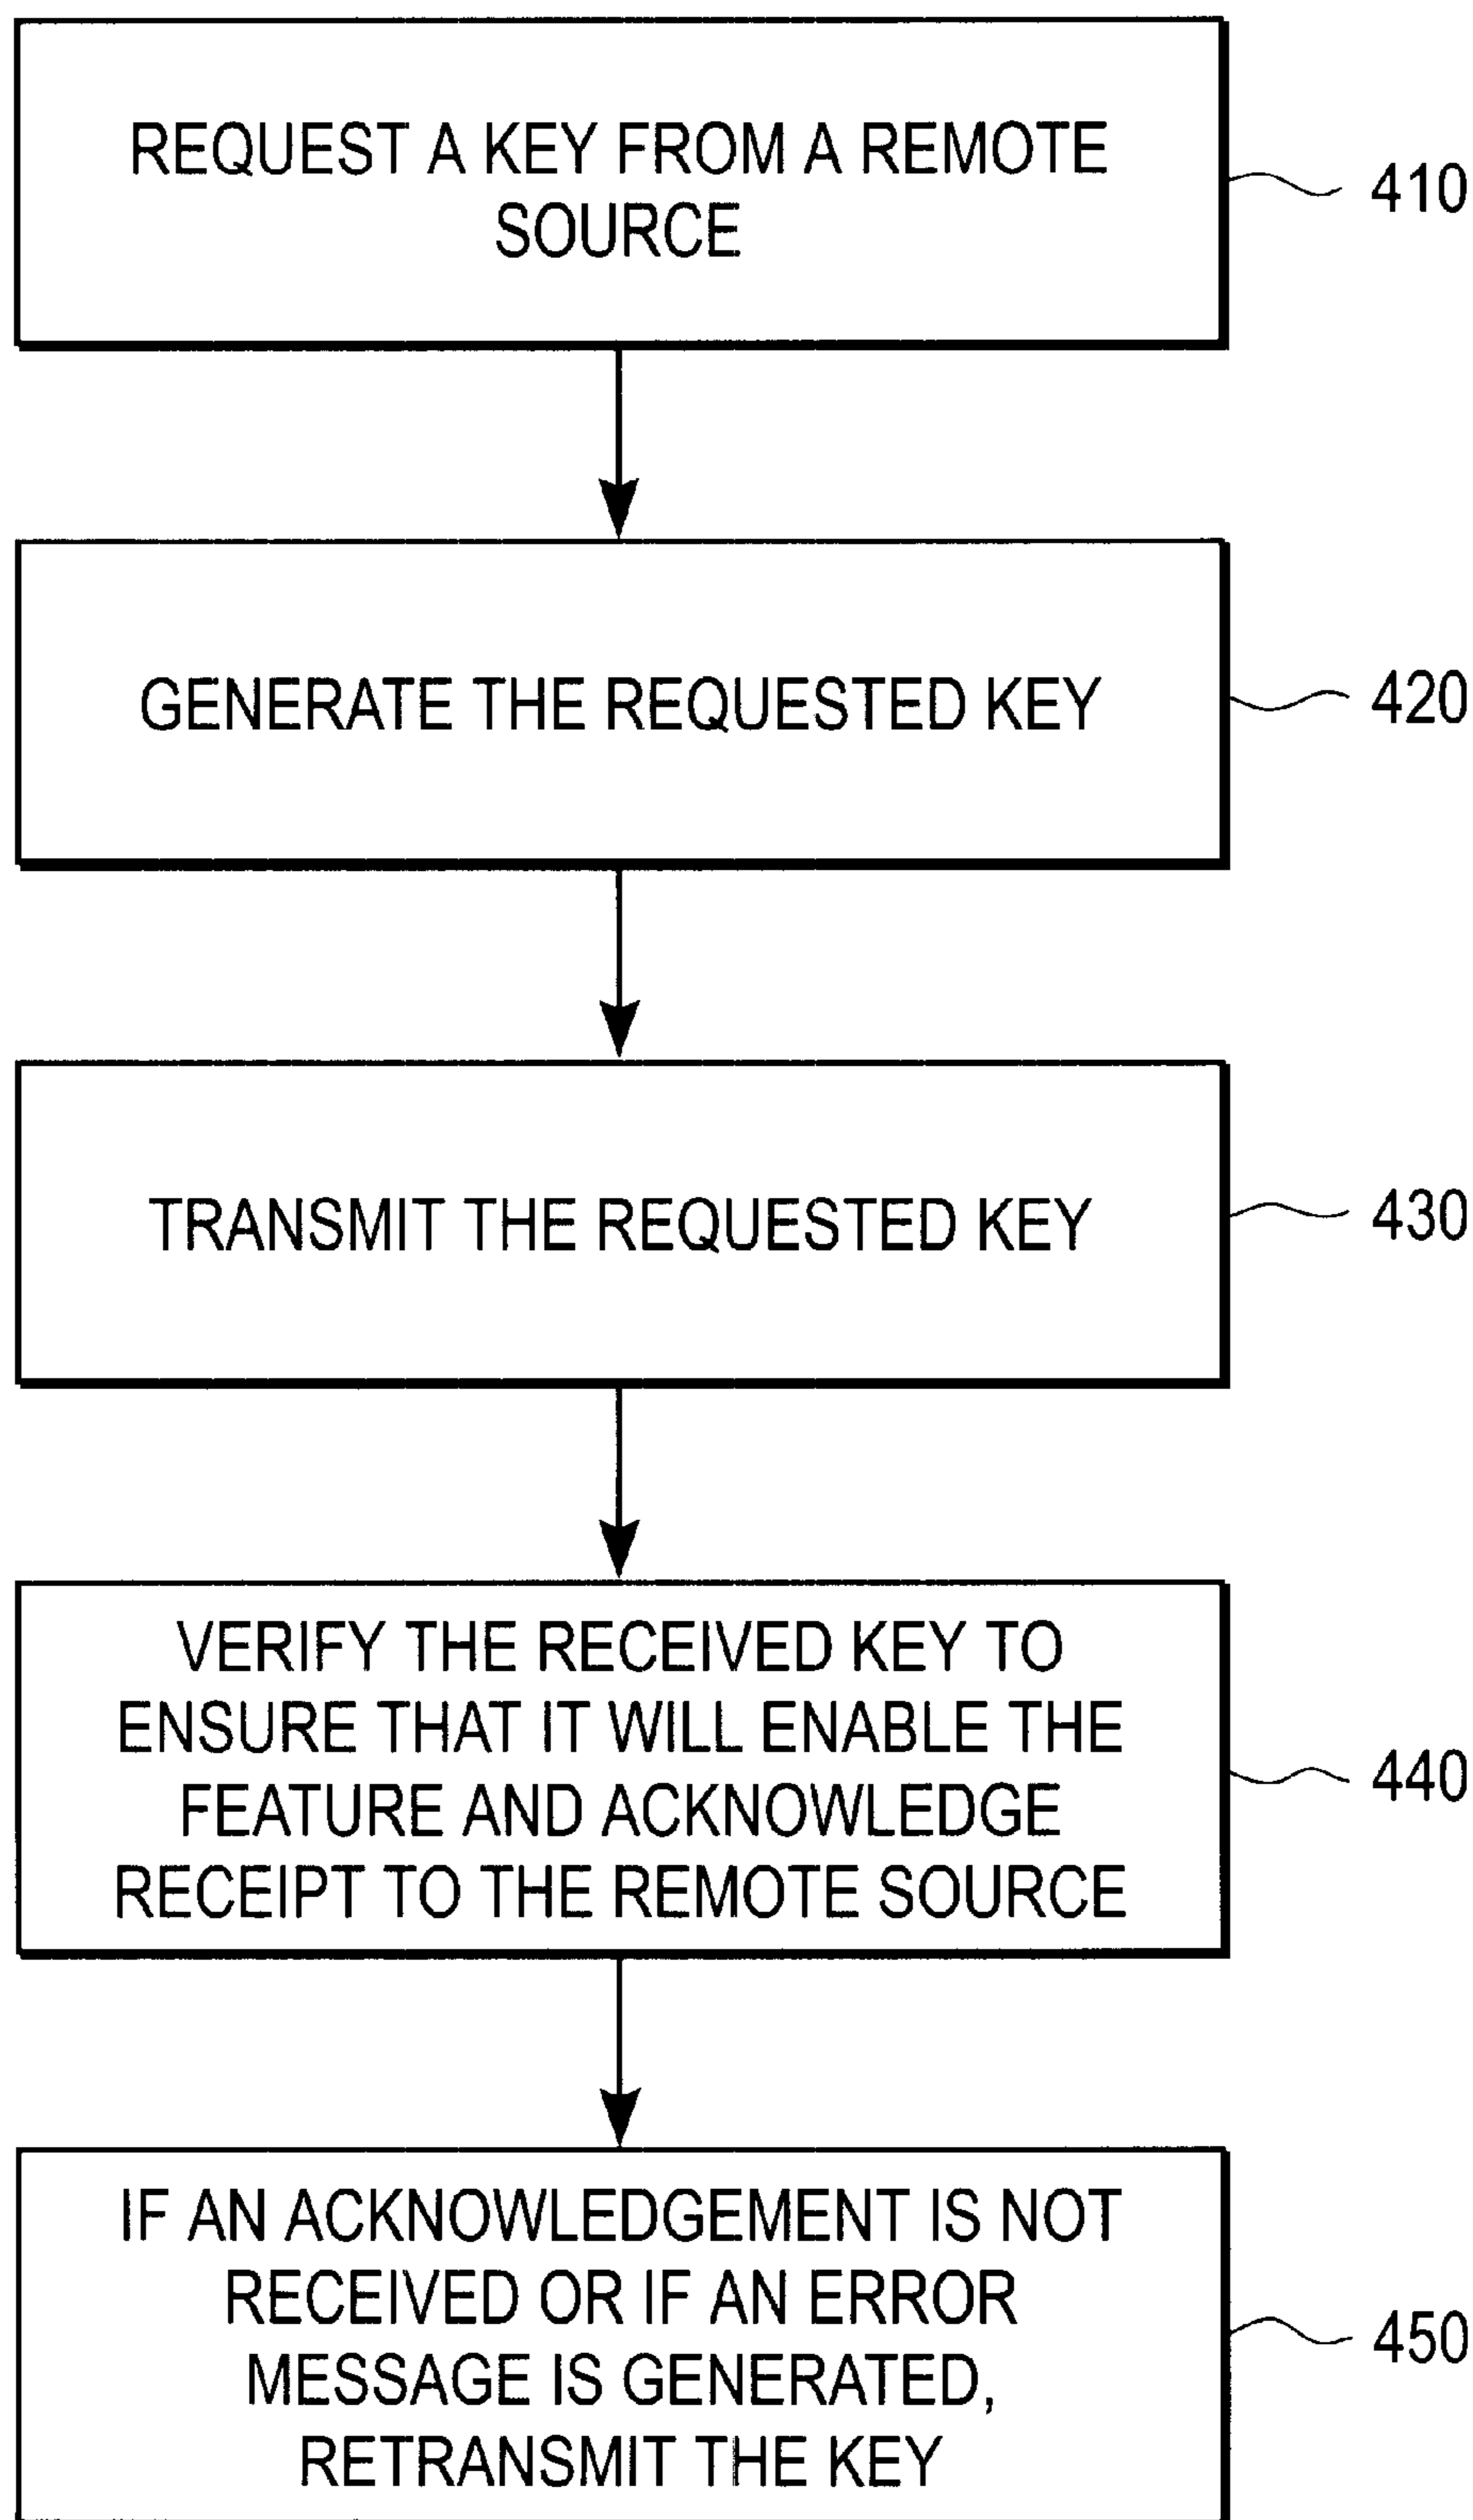 REQUEST A KEY FROM A REMOTE
SOURCE
410
GENERATE THE REQUESTED KEY
420
TRANSMIT THE REQUESTED KEY
430
VERIFY THE RECEIVED KEY TO
ENSURE THAT IT WILL ENABLE THE
FEATURE AND ACKNOWLEDGE
RECEIPT TO THE REMOTE SOURCE
440
IF AN ACKNOWLEDGEMENT IS NOT
RECEIVED OR IF AN ERROR
MESSAGE IS GENERATED,
RETRANSMIT THE KEY
450